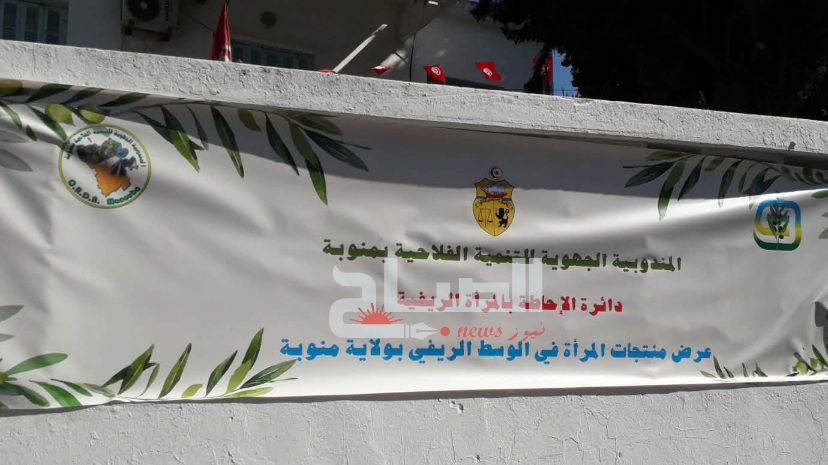 المندوبية الجهوية للتنمية الفلاحية بمنوبة
دائرة الإحاطة بالمرأة الريفية
عرض منتجات المرأة في الوسط الريفي بولاية منوبة
الصباح
نيوز news